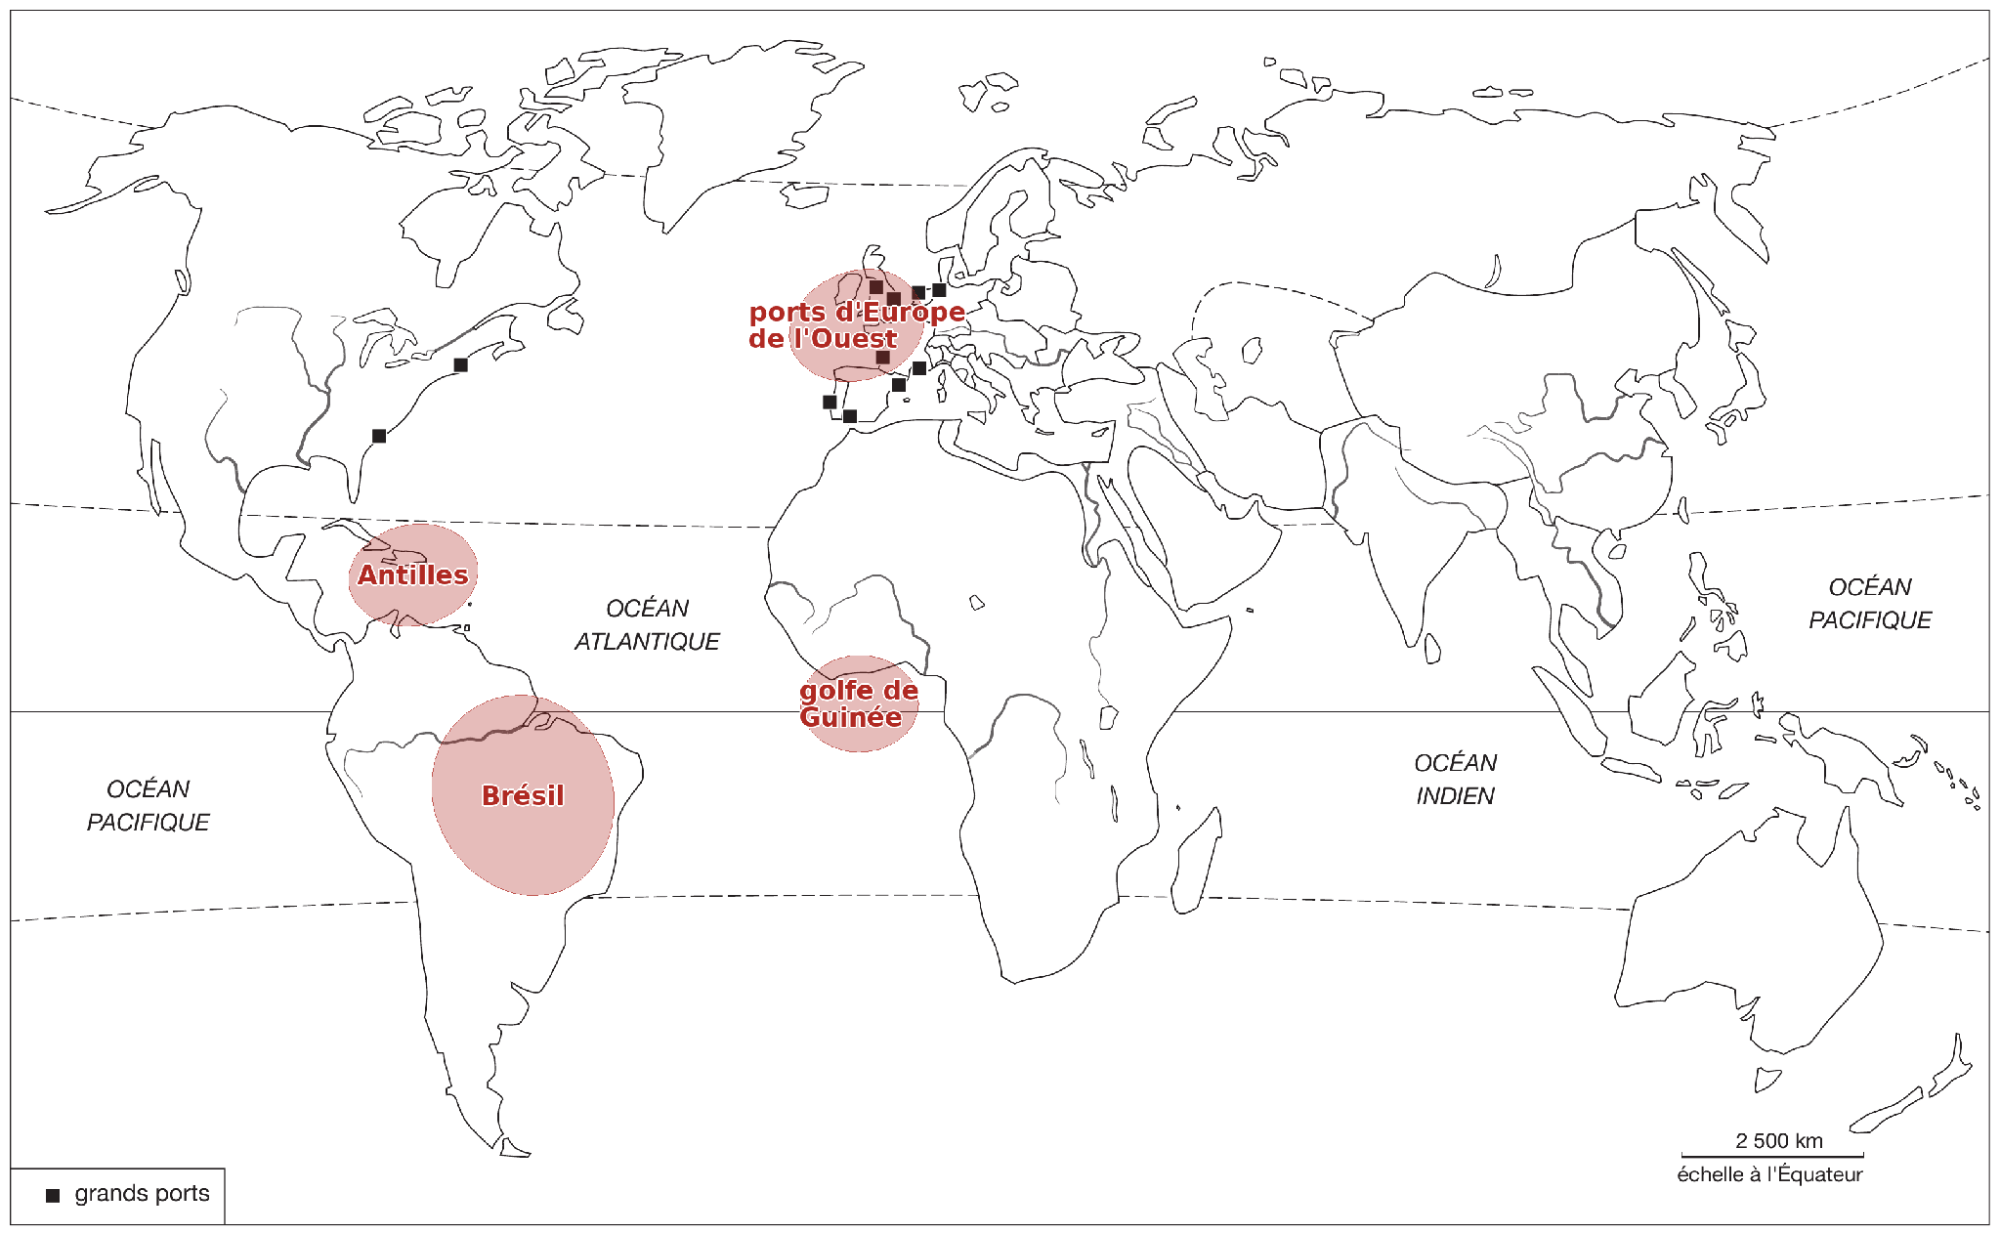 ports d'Europe
de l'Ouest
Antilles
OCÉAN
ATLANTIQUE
OCÉAN
PACIFIQUE
golfe de
Guinée
Brésil
OCÉAN
PACIFIQUE
OCÉAN
INDIEN
2 500 km
échelle à l'Équateur
grands ports